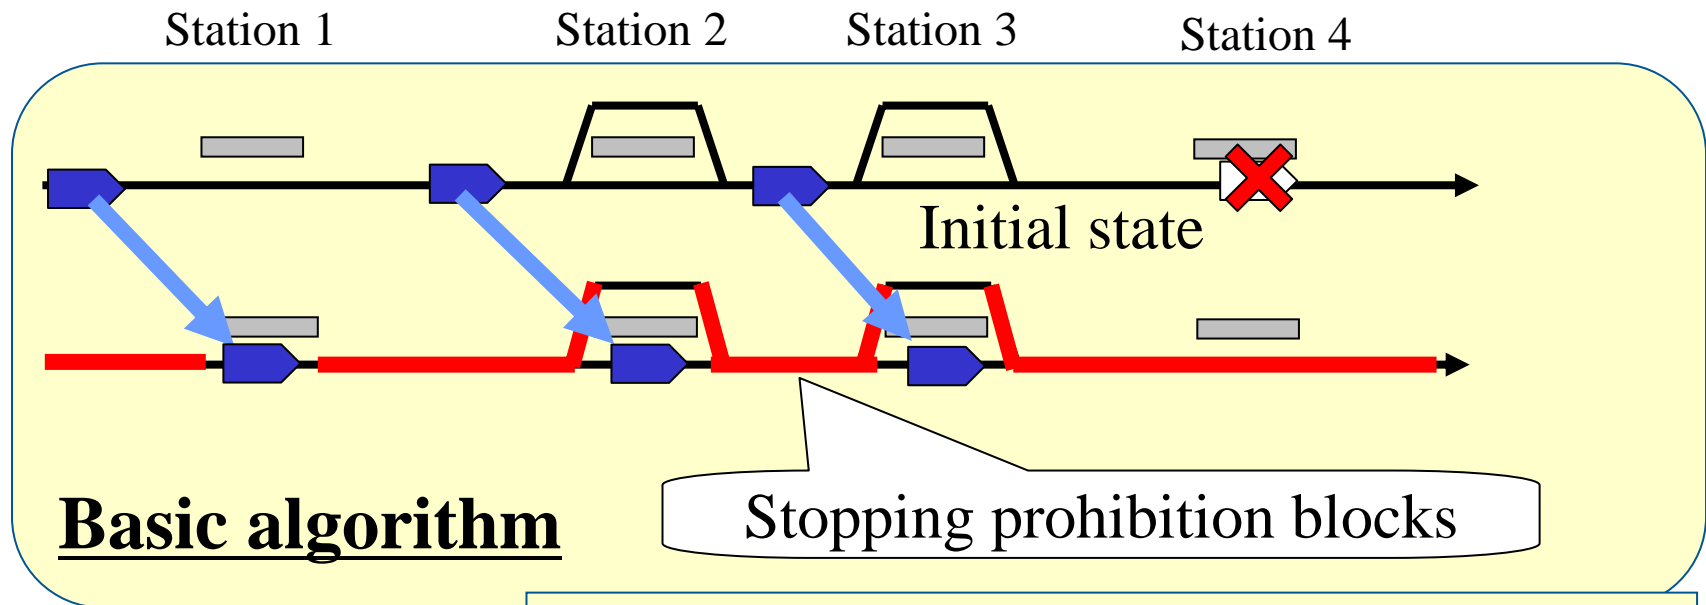 Station 1
Station 2
Station 3
Station 4
Initial state
Stopping prohibition blocks
Basic algorithm